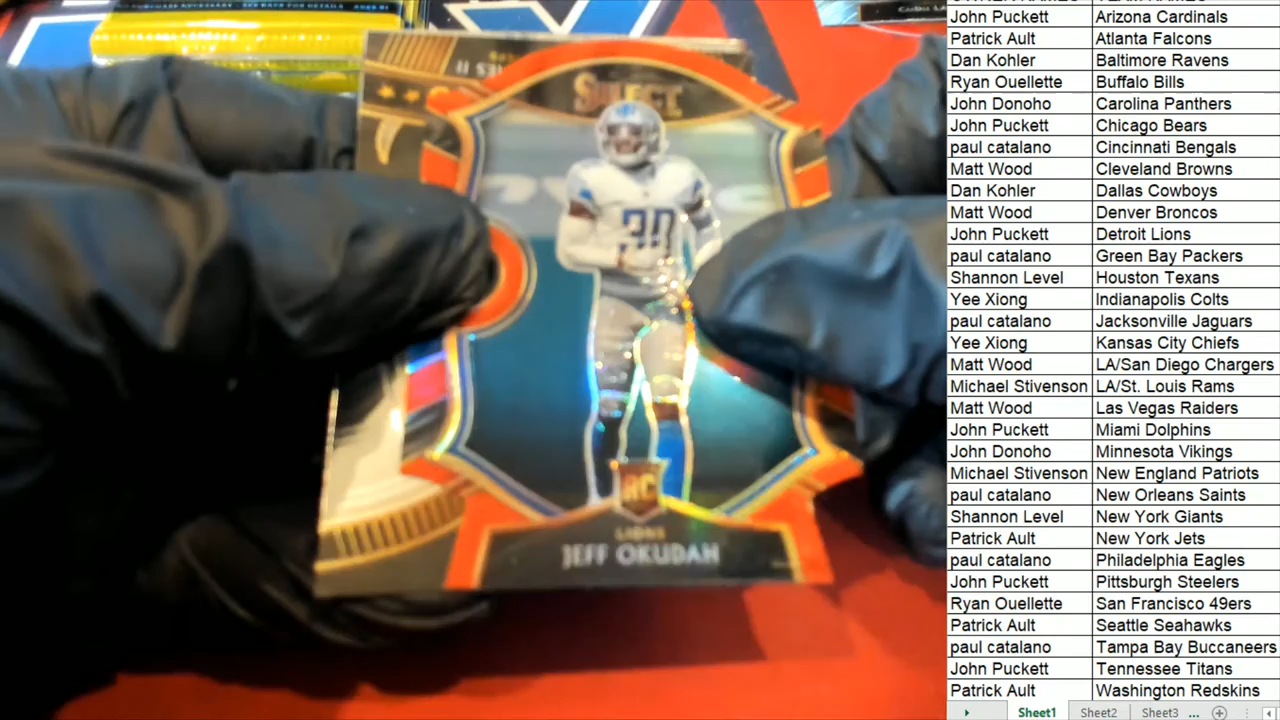 SELECT
30
RC
LIONS
JEFF OKUDAH
John Puckett Arizona Cardinals
Patrick Ault Atlanta Falcons
Dan Kohler Baltimore Ravens
Ryan Ouellette Buffalo Bills
John Donoho Carolina Panthers
John Puckett Chicago Bears
paul catalano Cincinnati Bengals
Matt Wood Cleveland Browns
Dan Kohler Dallas Cowboys
Matt Wood Denver Broncos
John Puckett Detroit Lions
paul catalano Green Bay Packers
Shannon Level Houston Texans
Yee Xiong Indianapolis Colts
paul catalano Jacksonville Jaguars
Yee Xiong Kansas City Chiefs
Matt Wood LA/San Diego Chargers
Michael Stivenson LA/St. Louis Rams
Matt Wood Las Vegas Raiders
John Puckett Miami Dolphins
John Donoho Minnesota Vikings
Michael Stivenson New England Patriots
paul catalano New Orleans Saints
Shannon Level New York Giants
Patrick Ault New York Jets
paul catalano Philadelphia Eagles
John Puckett Pittsburgh Steelers
Ryan Ouellette San Francisco 49ers
Patrick Ault Seattle Seahawks
paul catalano Tampa Bay Buccaneers
John Puckett Tennessee Titans
Patrick Ault Washington Redskins
Sheet1 Sheet2 Sheet3 ...